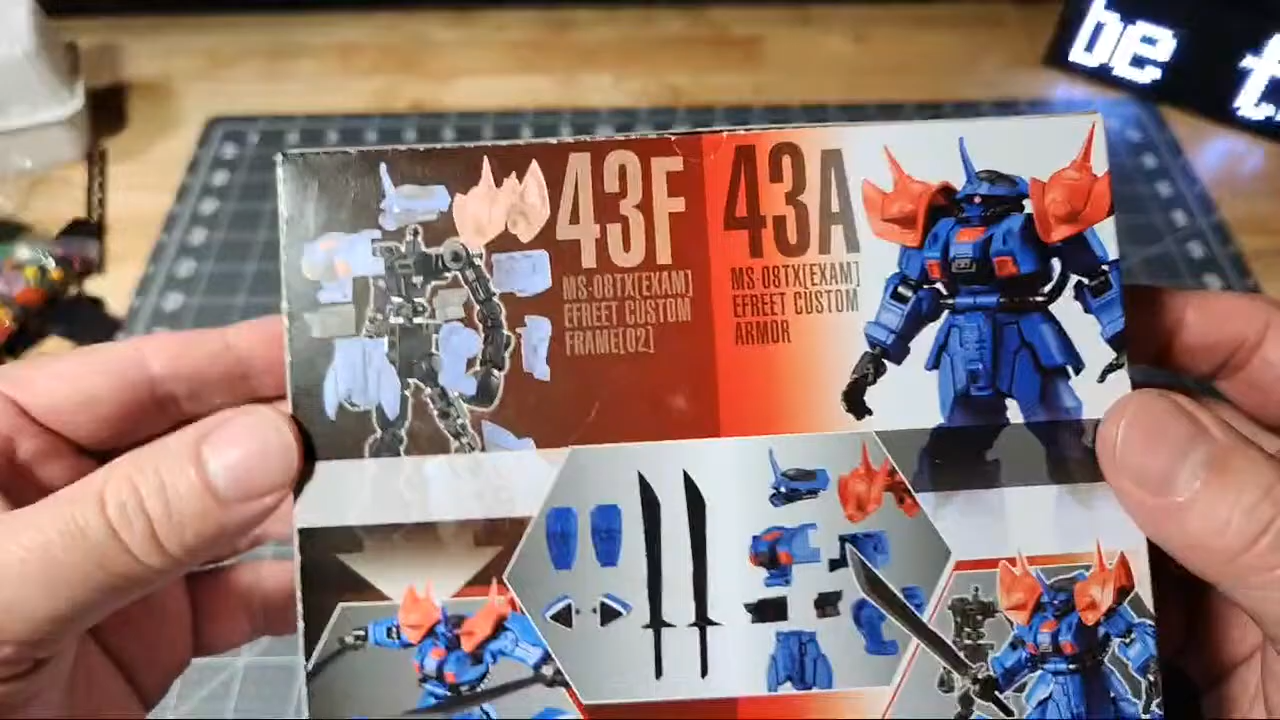 be t
43F
MS-08TX[EXAM]
EFREET CUSTOM
FRAME[02]
43A
MS-08TX[EXAM]
EFREET CUSTOM
ARMOR